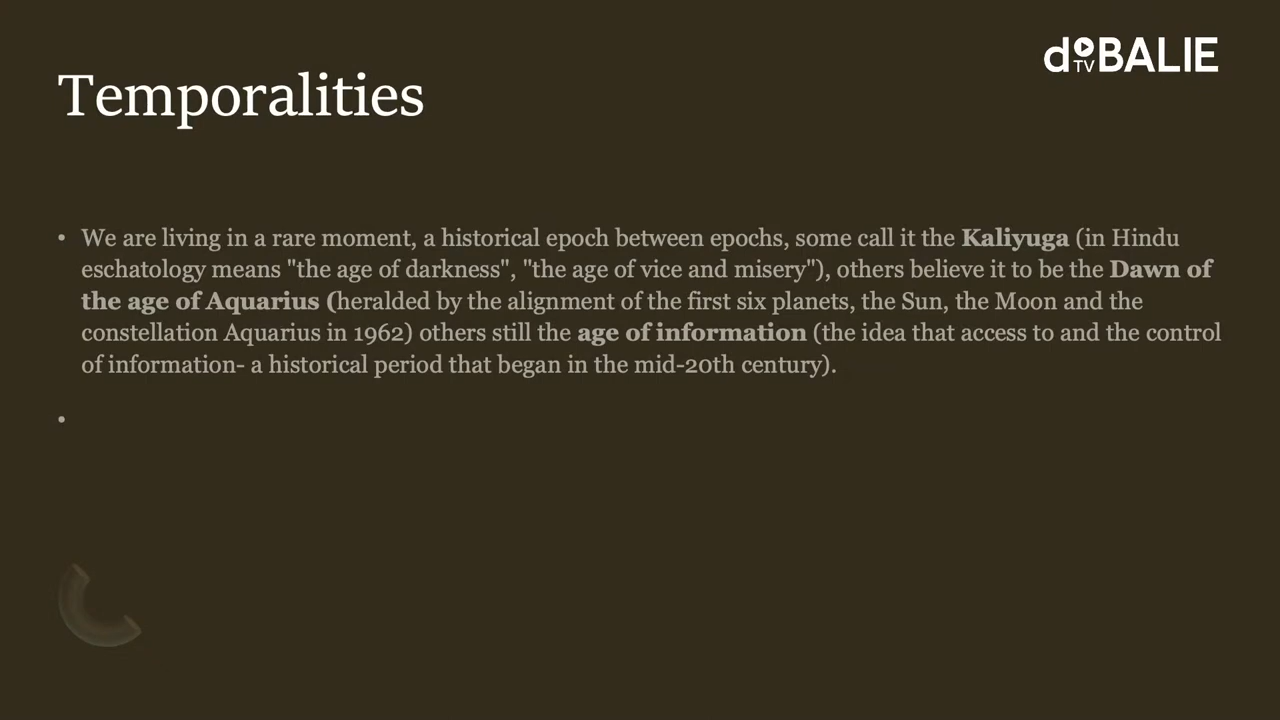 deBALIE
TV
Temporalities
• We are living in a rare moment, a historical epoch between epochs, some call it the Kaliyuga (in Hindu
eschatology means "the age of darkness", "the age of vice and misery"), others believe it to be the Dawn of
the age of Aquarius (heralded by the alignment of the first six planets, the Sun, the Moon and the
constellation Aquarius in 1962) others still the age of information (the idea that access to and the control
of information- a historical period that began in the mid-20th century).
•